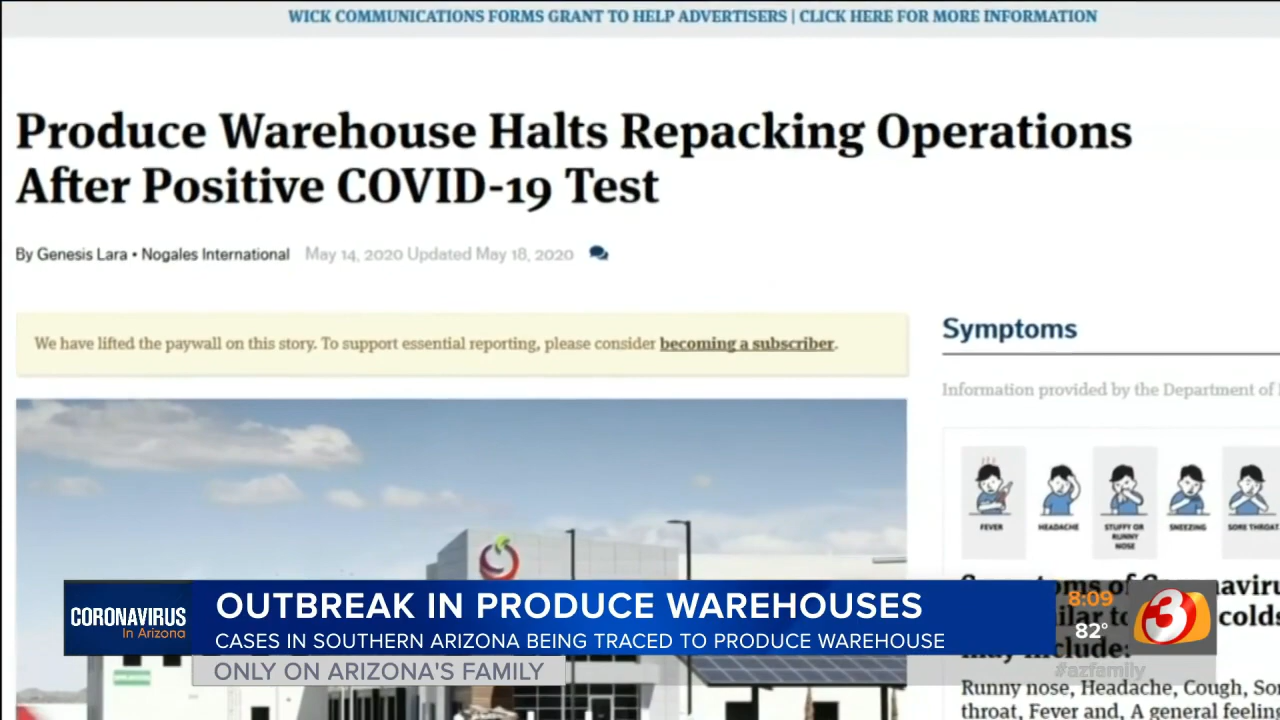 WICK COMMUNICATIONS FORMS GRANT TO HELP ADVERTISERS | CLICK HERE FOR MORE INFORMATION
Produce Warehouse Halts Repacking Operations
After Positive COVID-19 Test
By Genesis Lara • Nogales International May 14, 2020 Updated May 18, 2020
We have lifted the paywall on this story. To support essential reporting, please consider becoming a subscriber.
Symptoms
Information provided by the Department of
FEVER
HEADACHE
STUFFY OR
RUNNY
NOSE
SNEEZING
SORE THROAT
CORONAVIRUS
In Arizona
OUTBREAK IN PRODUCE WAREHOUSES
CASES IN SOUTHERN ARIZONA BEING TRACED TO PRODUCE WAREHOUSE
ONLY ON ARIZONA'S FAMILY
8:09
82°
3
#azfamily
may include:
Runny nose, Headache, Cough, So
throat, Fever and, A general feeling